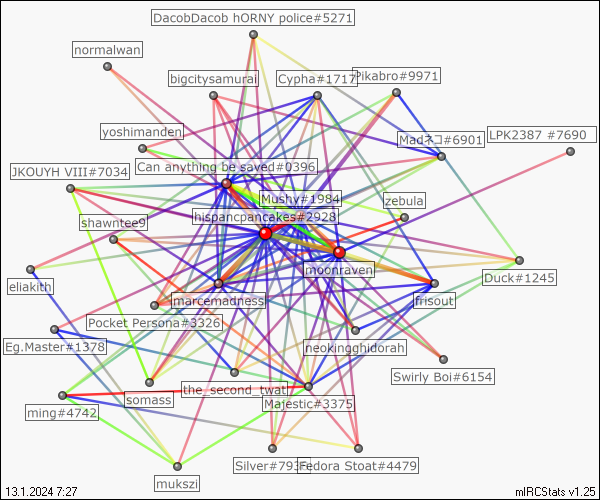 DacobDacob hORNY police#5271
normalwan
bigcitysamurai
Cypha#1717
Pikabro#9971
yoshimanden
Madネコ#6901
LPK2387 #7690
JKOUYH VIII#7034
Can anything be saved#0396
Mushy#1984
zebula
shawntee9
hispancpancakes#2928
moonraven
eliakith
marcemadness
frisout
Duck#1245
Pocket Persona#3326
Eg.Master#1378
neokingghidorah
Swirly Boi#6154
somass
the_second_twat
Majestic#3375
ming#4742
mukszi
Silver#793
Fedora Stoat#4479
13.1.2024 7:27
mIRCStats v1.25